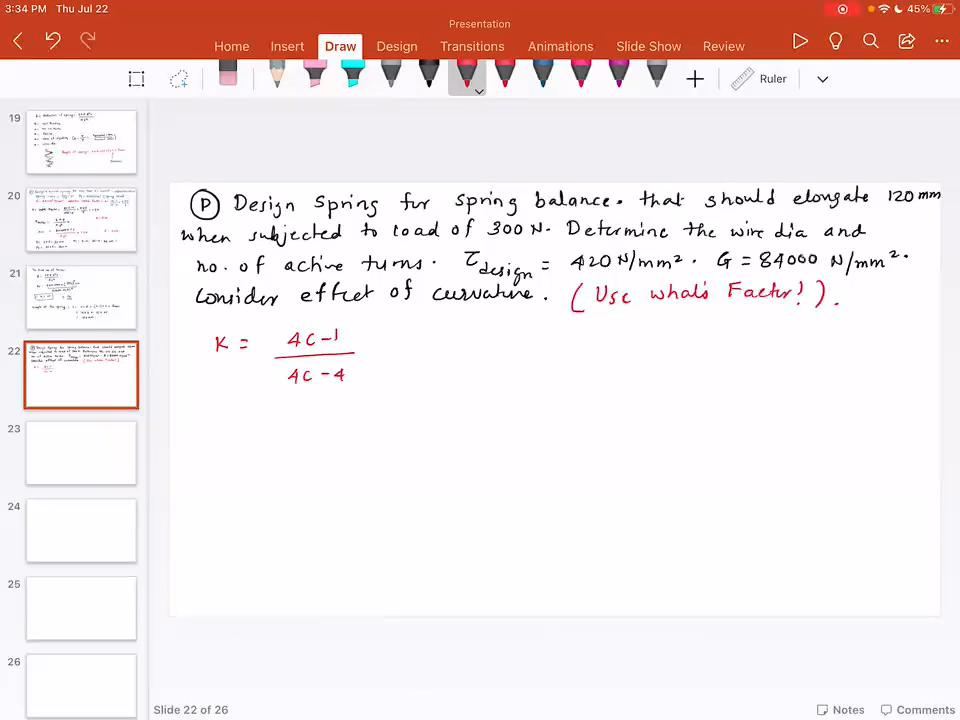 3:34 PM Thu Jul 22
45%
Presentation
Home Insert Draw Design Transitions Animations Slide Show Review
Ruler
19
20
21
22
23
24
25
26
P Design Spring for Spring balance. that should elongate 120 mm
when subjected to load of 300 N. Determine the wire dia and
no. of active turns. τdesign = 420 N/mm². G = 84000 N/mm².
Consider effect of curvature. (Use whal's Factor!).
K = 4C-1
4C-4
Slide 22 of 26
Notes Comments